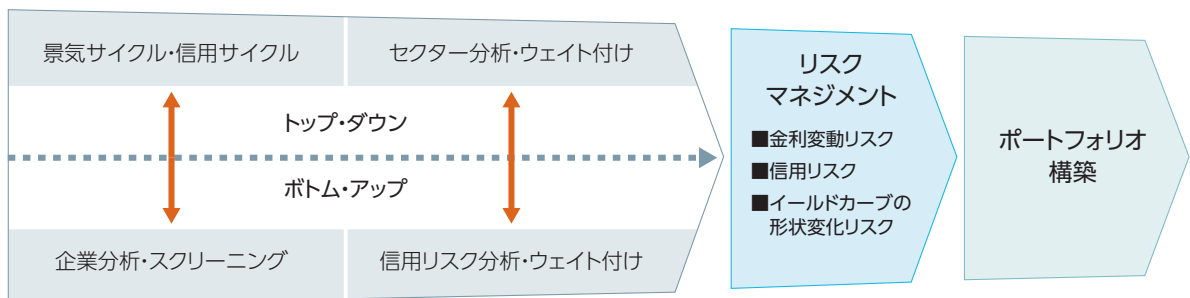 景気サイクル・信用サイクル
セクター分析・ウェイト付け
トップ・ダウン
ボトム・アップ
企業分析・スクリーニング
信用リスク分析・ウェイト付け
リスク
マネジメント
■金利変動リスク
■信用リスク
■イールドカーブの
形状変化リスク
ポートフォリオ
構築